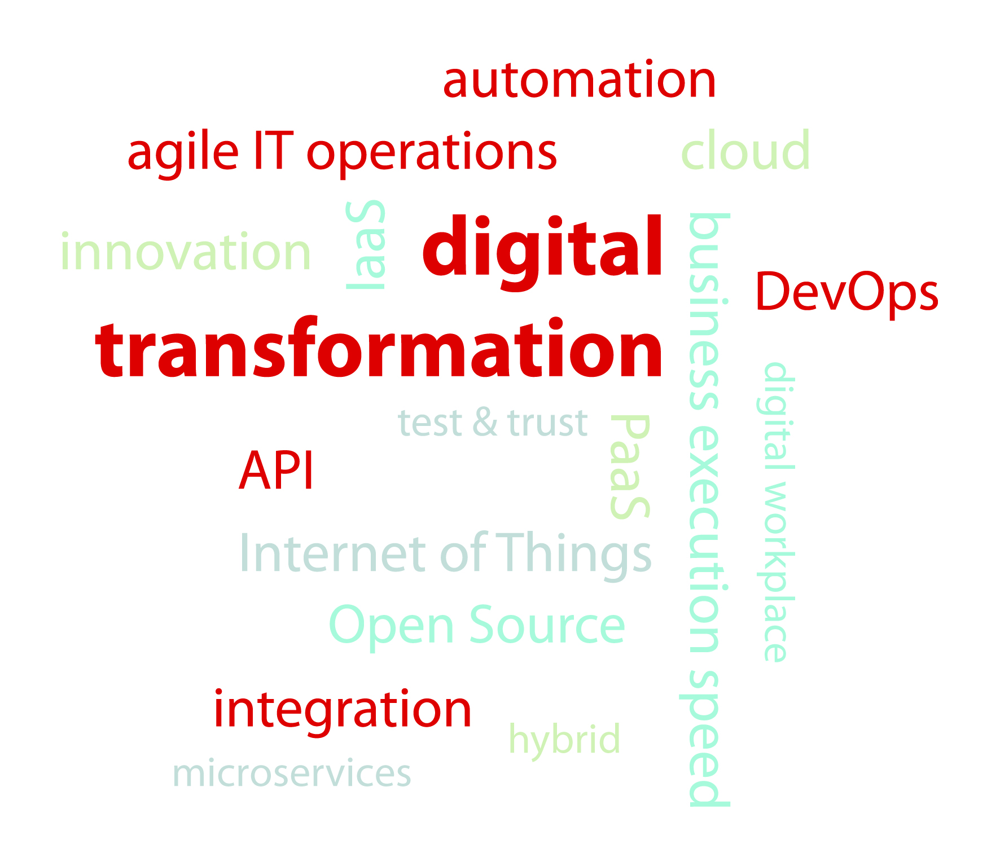 automation
agile IT operations
cloud
innovation
IaaS
digital
transformation
business execution speed
DevOps
digital workplace
test & trust
PaaS
API
Internet of Things
Open Source
integration
hybrid
microservices